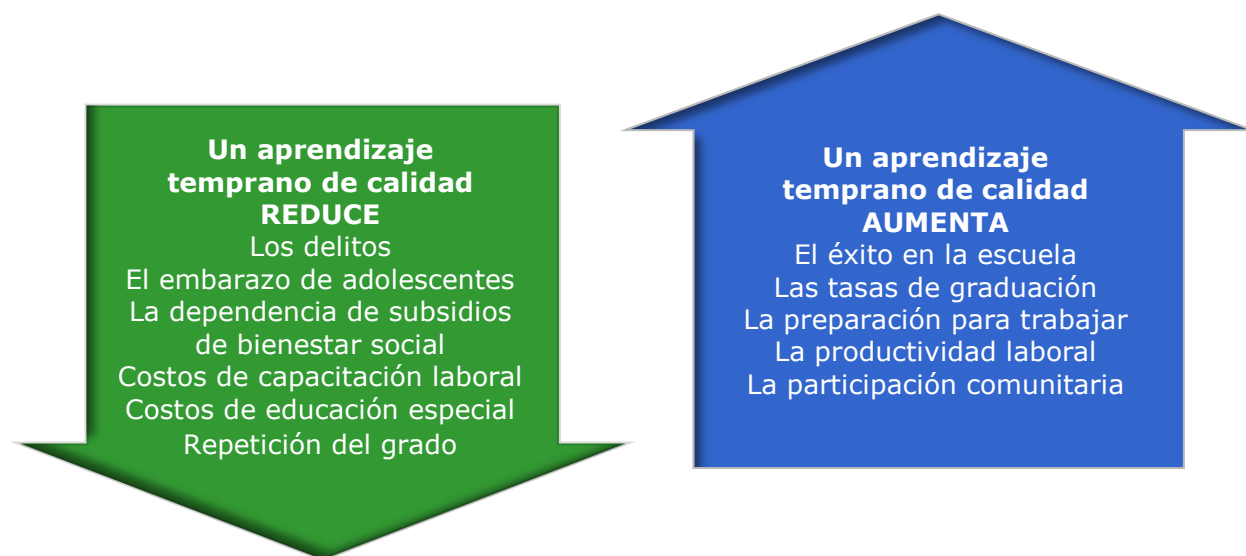 Un aprendizaje
temprano de calidad
REDUCE
Los delitos
El embarazo de adolescentes
La dependencia de subsidios
de bienestar social
Costos de capacitación laboral
Costos de educación especial
Repetición del grado
Un aprendizaje
temprano de calidad
AUMENTA
El éxito en la escuela
Las tasas de graduación
La preparación para trabajar
La productividad laboral
La participación comunitaria